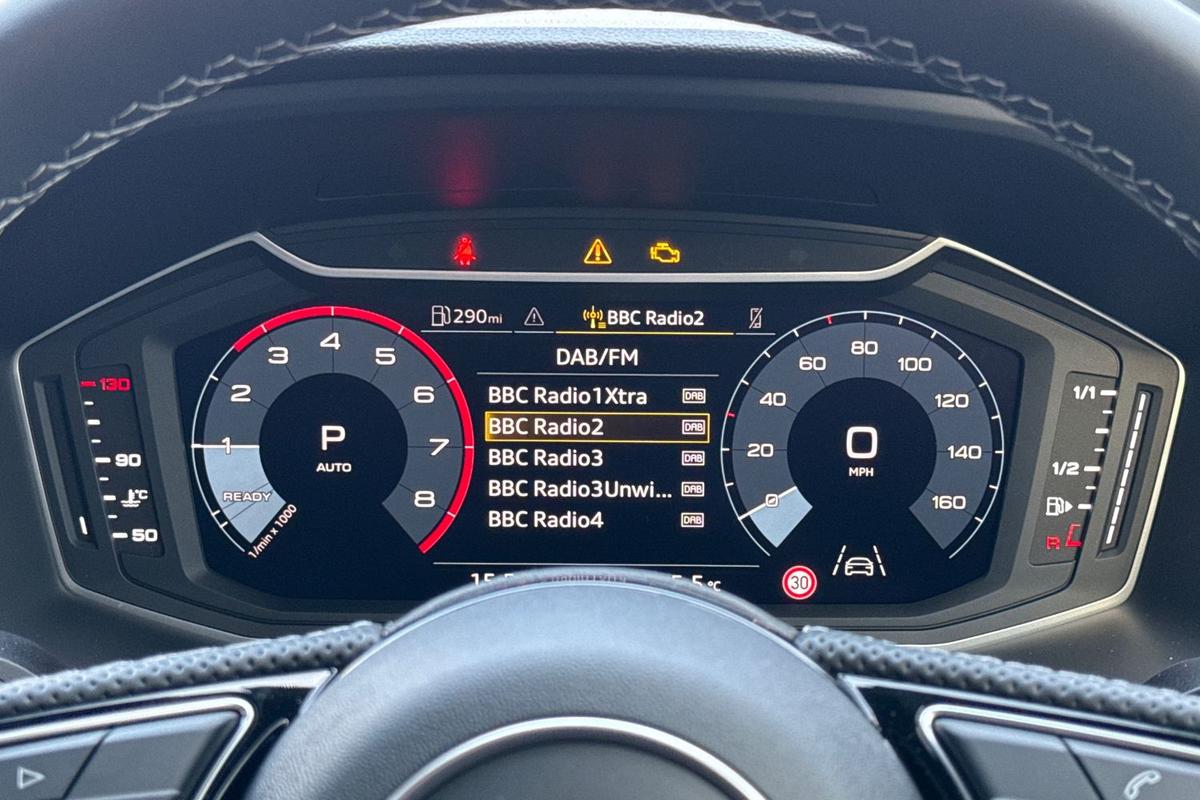 290mi
BBC Radio2
DAB/FM
BBC Radio1Xtra DAB
BBC Radio2 DAB
BBC Radio3 DAB
BBC Radio3Unwi... DAB
BBC Radio4 DAB
1 2 3 4 5 6 7 8
READY
1/min x 1000
P
AUTO
0 20 40 60 80 100 120 140 160
0
MPH
130
90
°C
50
1/1
1/2
R
°C
30